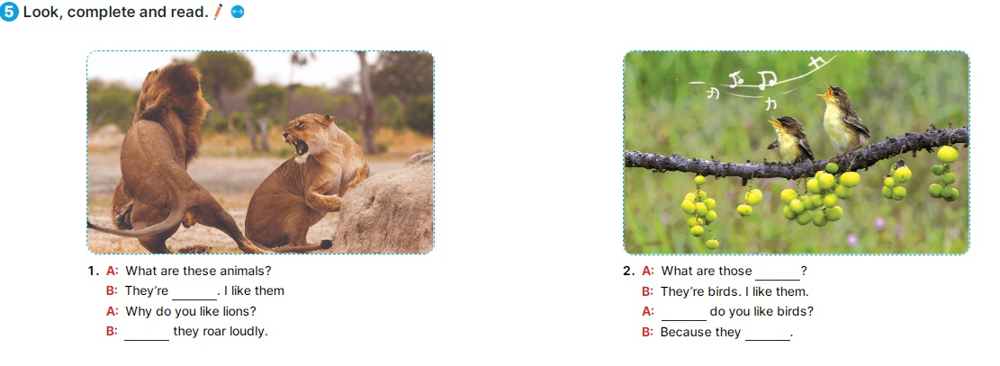 5 Look, complete and read.
1. A: What are these animals?
B: They're ______. I like them
A: Why do you like lions?
B: ______ they roar loudly.
2. A: What are those ______?
B: They're birds. I like them.
A: ______ do you like birds?
B: Because they ______.